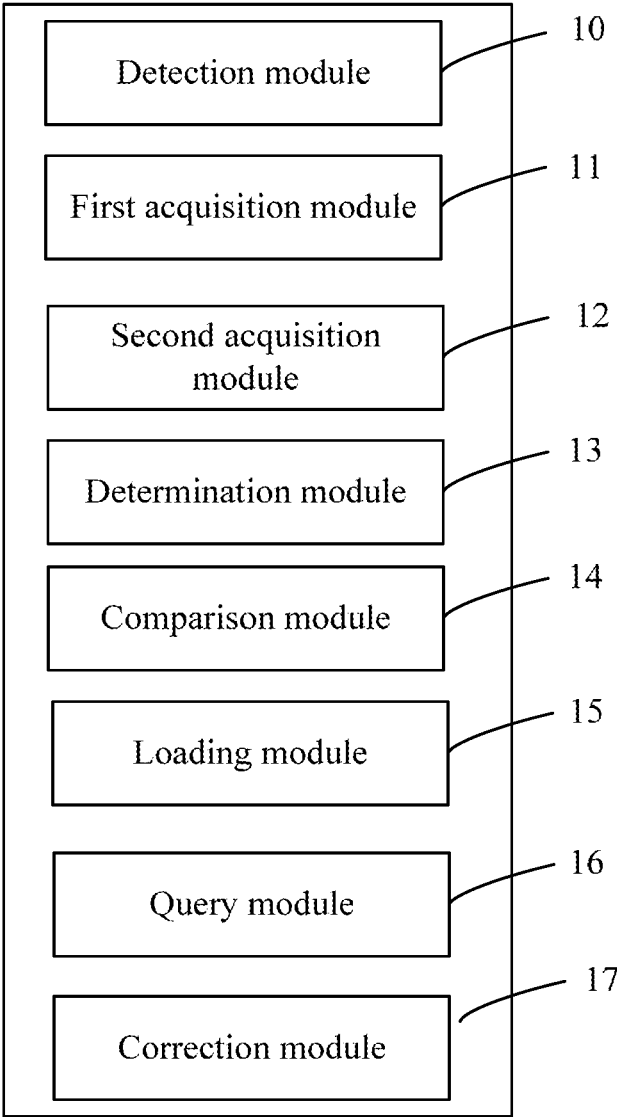 Detection module
10
First acquisition module
11
Second acquisition
module
12
Determination module
13
Comparison module
14
Loading module
15
Query module
16
Correction module
17